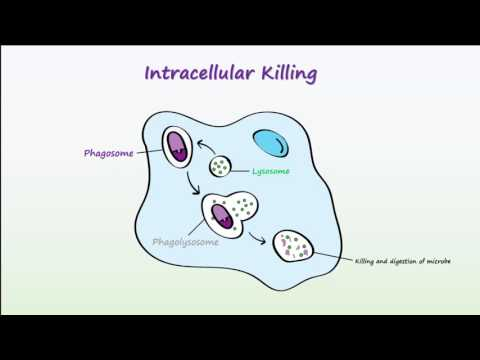 Intracellular Killing
Phagosome
Lysosome
Phagolysosome
Killing and digestion of microbe